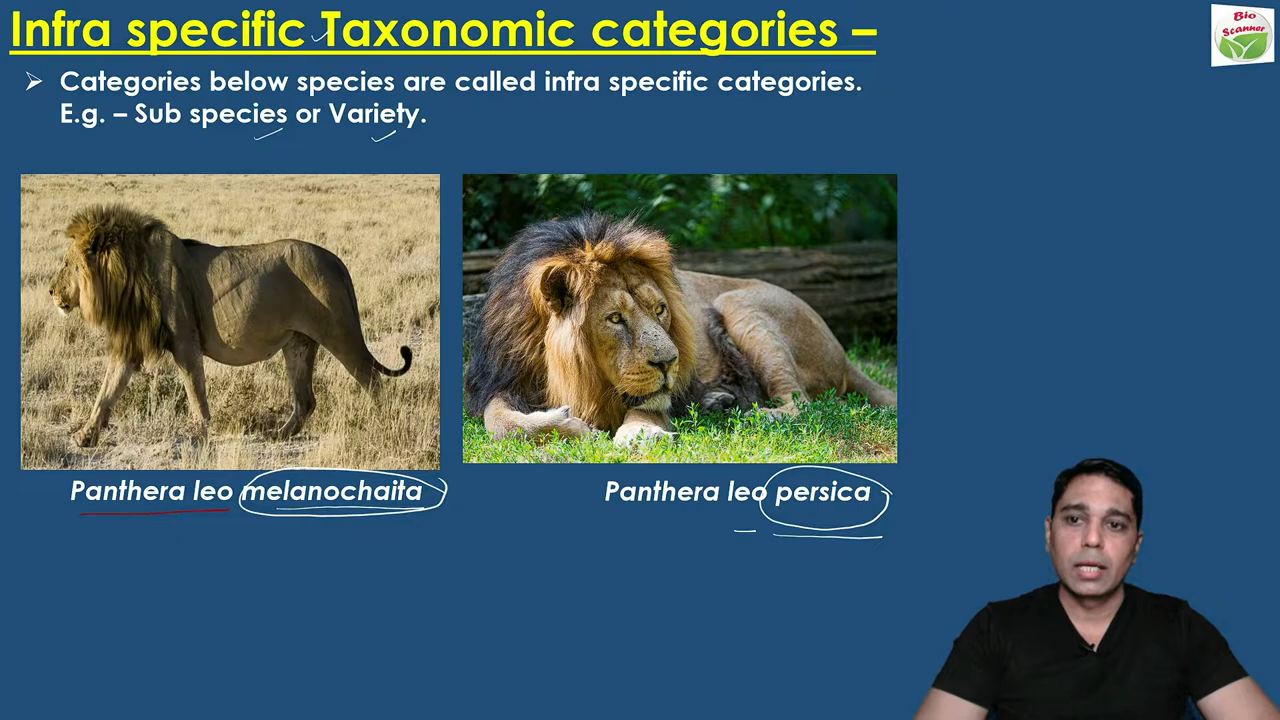 Infra specific Taxonomic categories –
Bio
Scanner
➢ Categories below species are called infra specific categories.
E.g. – Sub species or Variety.
Panthera leo melanochaita
Panthera leo persica